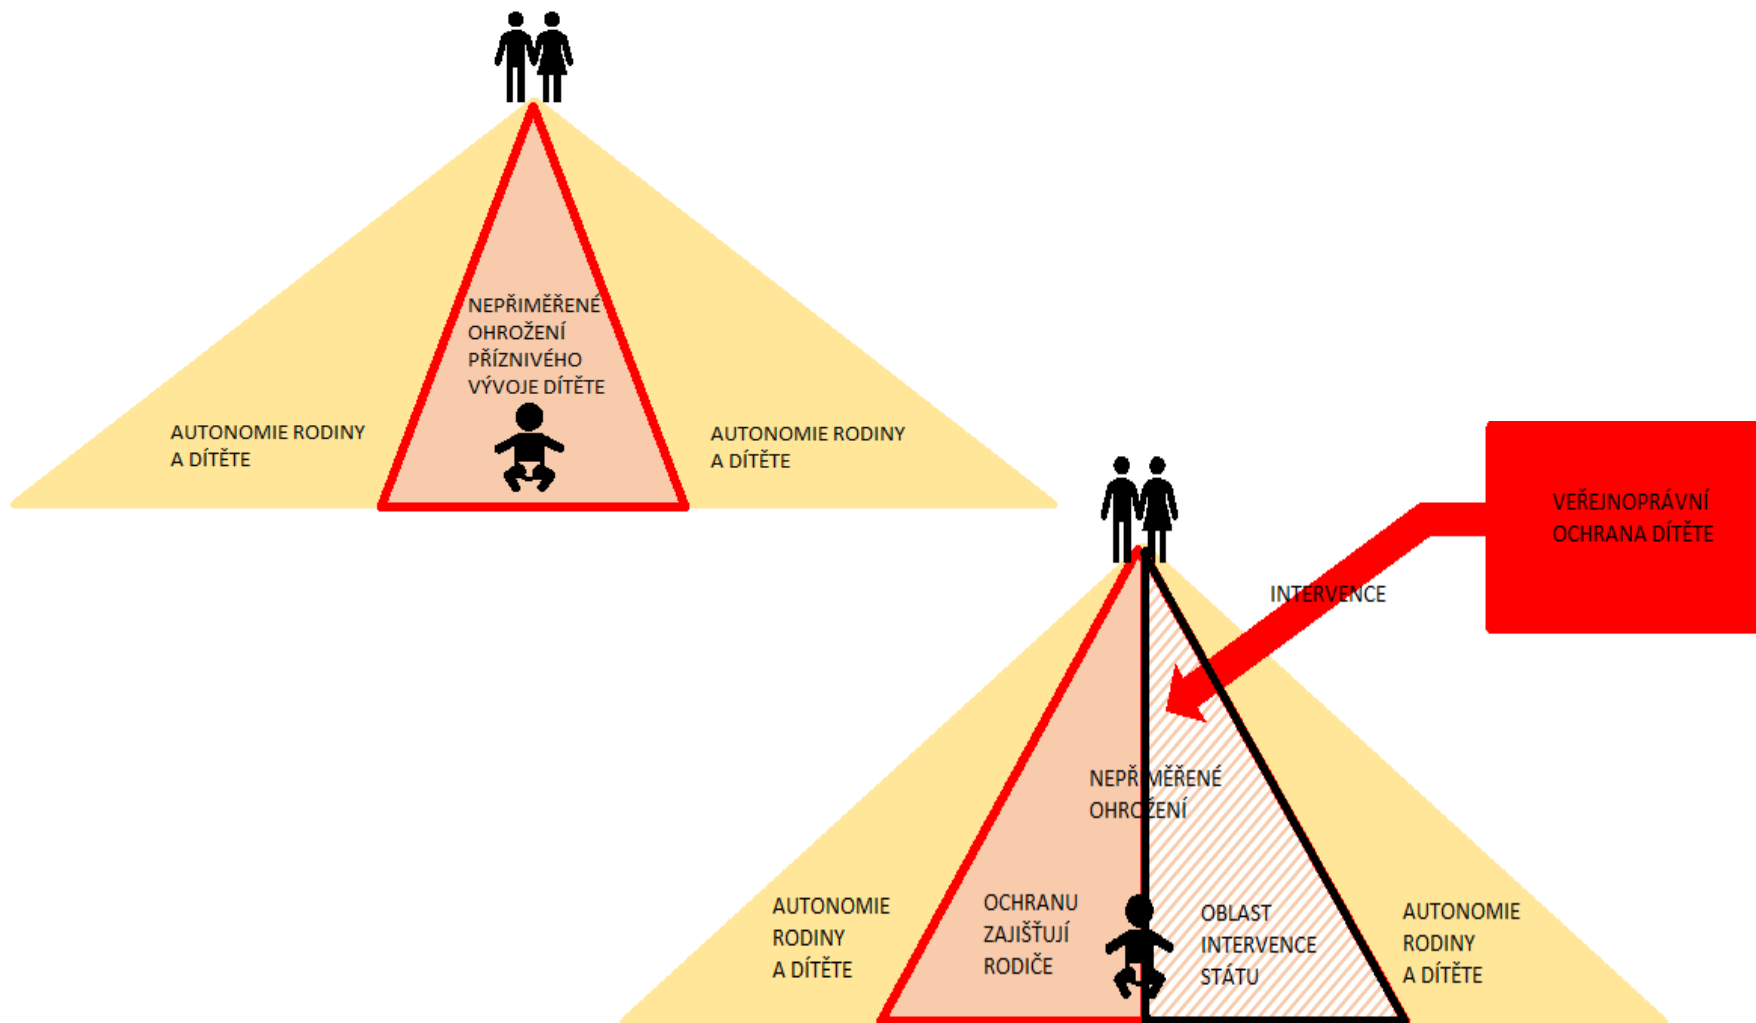 NEPŘIMĚŘENÉ
OHROŽENÍ
PŘÍZNIVÉHO
VÝVOJE DÍTĚTE
AUTONOMIE RODINY
A DÍTĚTE
AUTONOMIE RODINY
A DÍTĚTE
VEŘEJNOPRÁVNÍ
OCHRANA DÍTĚTE
INTERVENCE
NEPŘIMĚŘENÉ
OHROŽENÍ
AUTONOMIE
RODINY
A DÍTĚTE
OCHRANU
ZAJIŠŤUJÍ
RODIČE
OBLAST
INTERVENCE
STÁTU
AUTONOMIE
RODINY
A DÍTĚTE